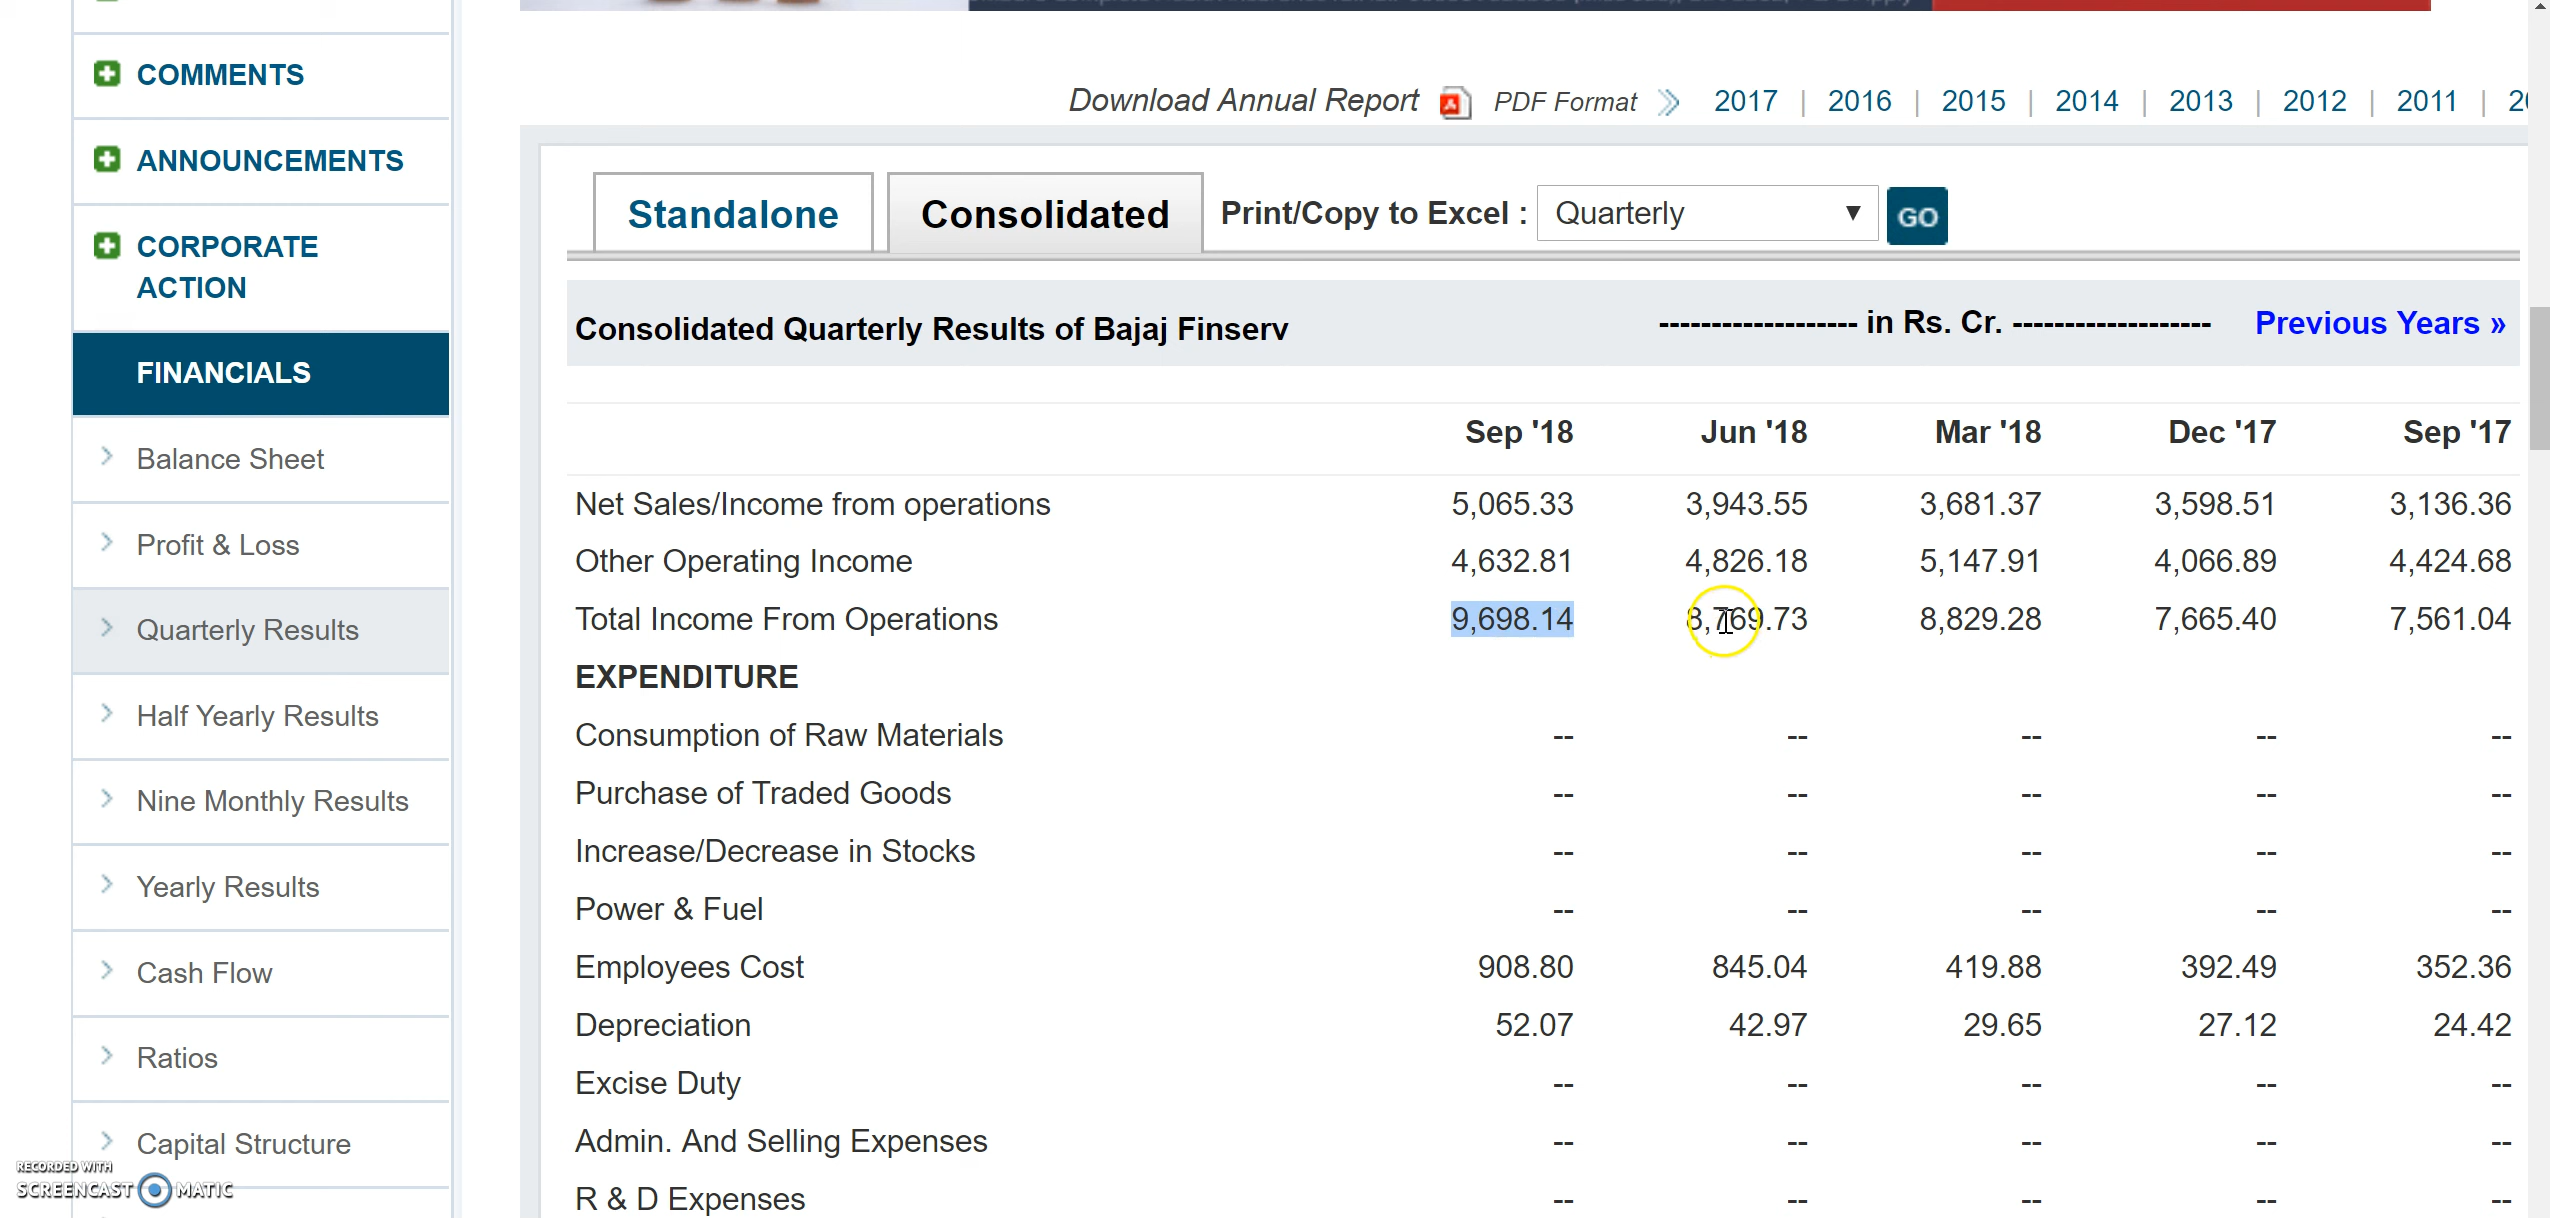 COMMENTS
ANNOUNCEMENTS
CORPORATE
ACTION
FINANCIALS
Balance Sheet
Profit & Loss
Quarterly Results
Half Yearly Results
Nine Monthly Results
Yearly Results
Cash Flow
Ratios
Capital Structure
Download Annual Report PDF Format 2017 | 2016 | 2015 | 2014 | 2013 | 2012 | 2011 |
Standalone Consolidated Print/Copy to Excel : Quarterly ▼ GO
Consolidated Quarterly Results of Bajaj Finserv ------------------- in Rs. Cr. ------------------- Previous Years »
Sep '18 Jun '18 Mar '18 Dec '17 Sep '17
Net Sales/Income from operations 5,065.33 3,943.55 3,681.37 3,598.51 3,136.36
Other Operating Income 4,632.81 4,826.18 5,147.91 4,066.89 4,424.68
Total Income From Operations 9,698.14 8,769.73 8,829.28 7,665.40 7,561.04
EXPENDITURE
Consumption of Raw Materials -- -- -- -- --
Purchase of Traded Goods -- -- -- -- --
Increase/Decrease in Stocks -- -- -- -- --
Power & Fuel -- -- -- -- --
Employees Cost 908.80 845.04 419.88 392.49 352.36
Depreciation 52.07 42.97 29.65 27.12 24.42
Excise Duty -- -- -- -- --
Admin. And Selling Expenses -- -- -- -- --
R & D Expenses -- -- -- -- --
RECORDED WITH
SCREENCAST MATIC